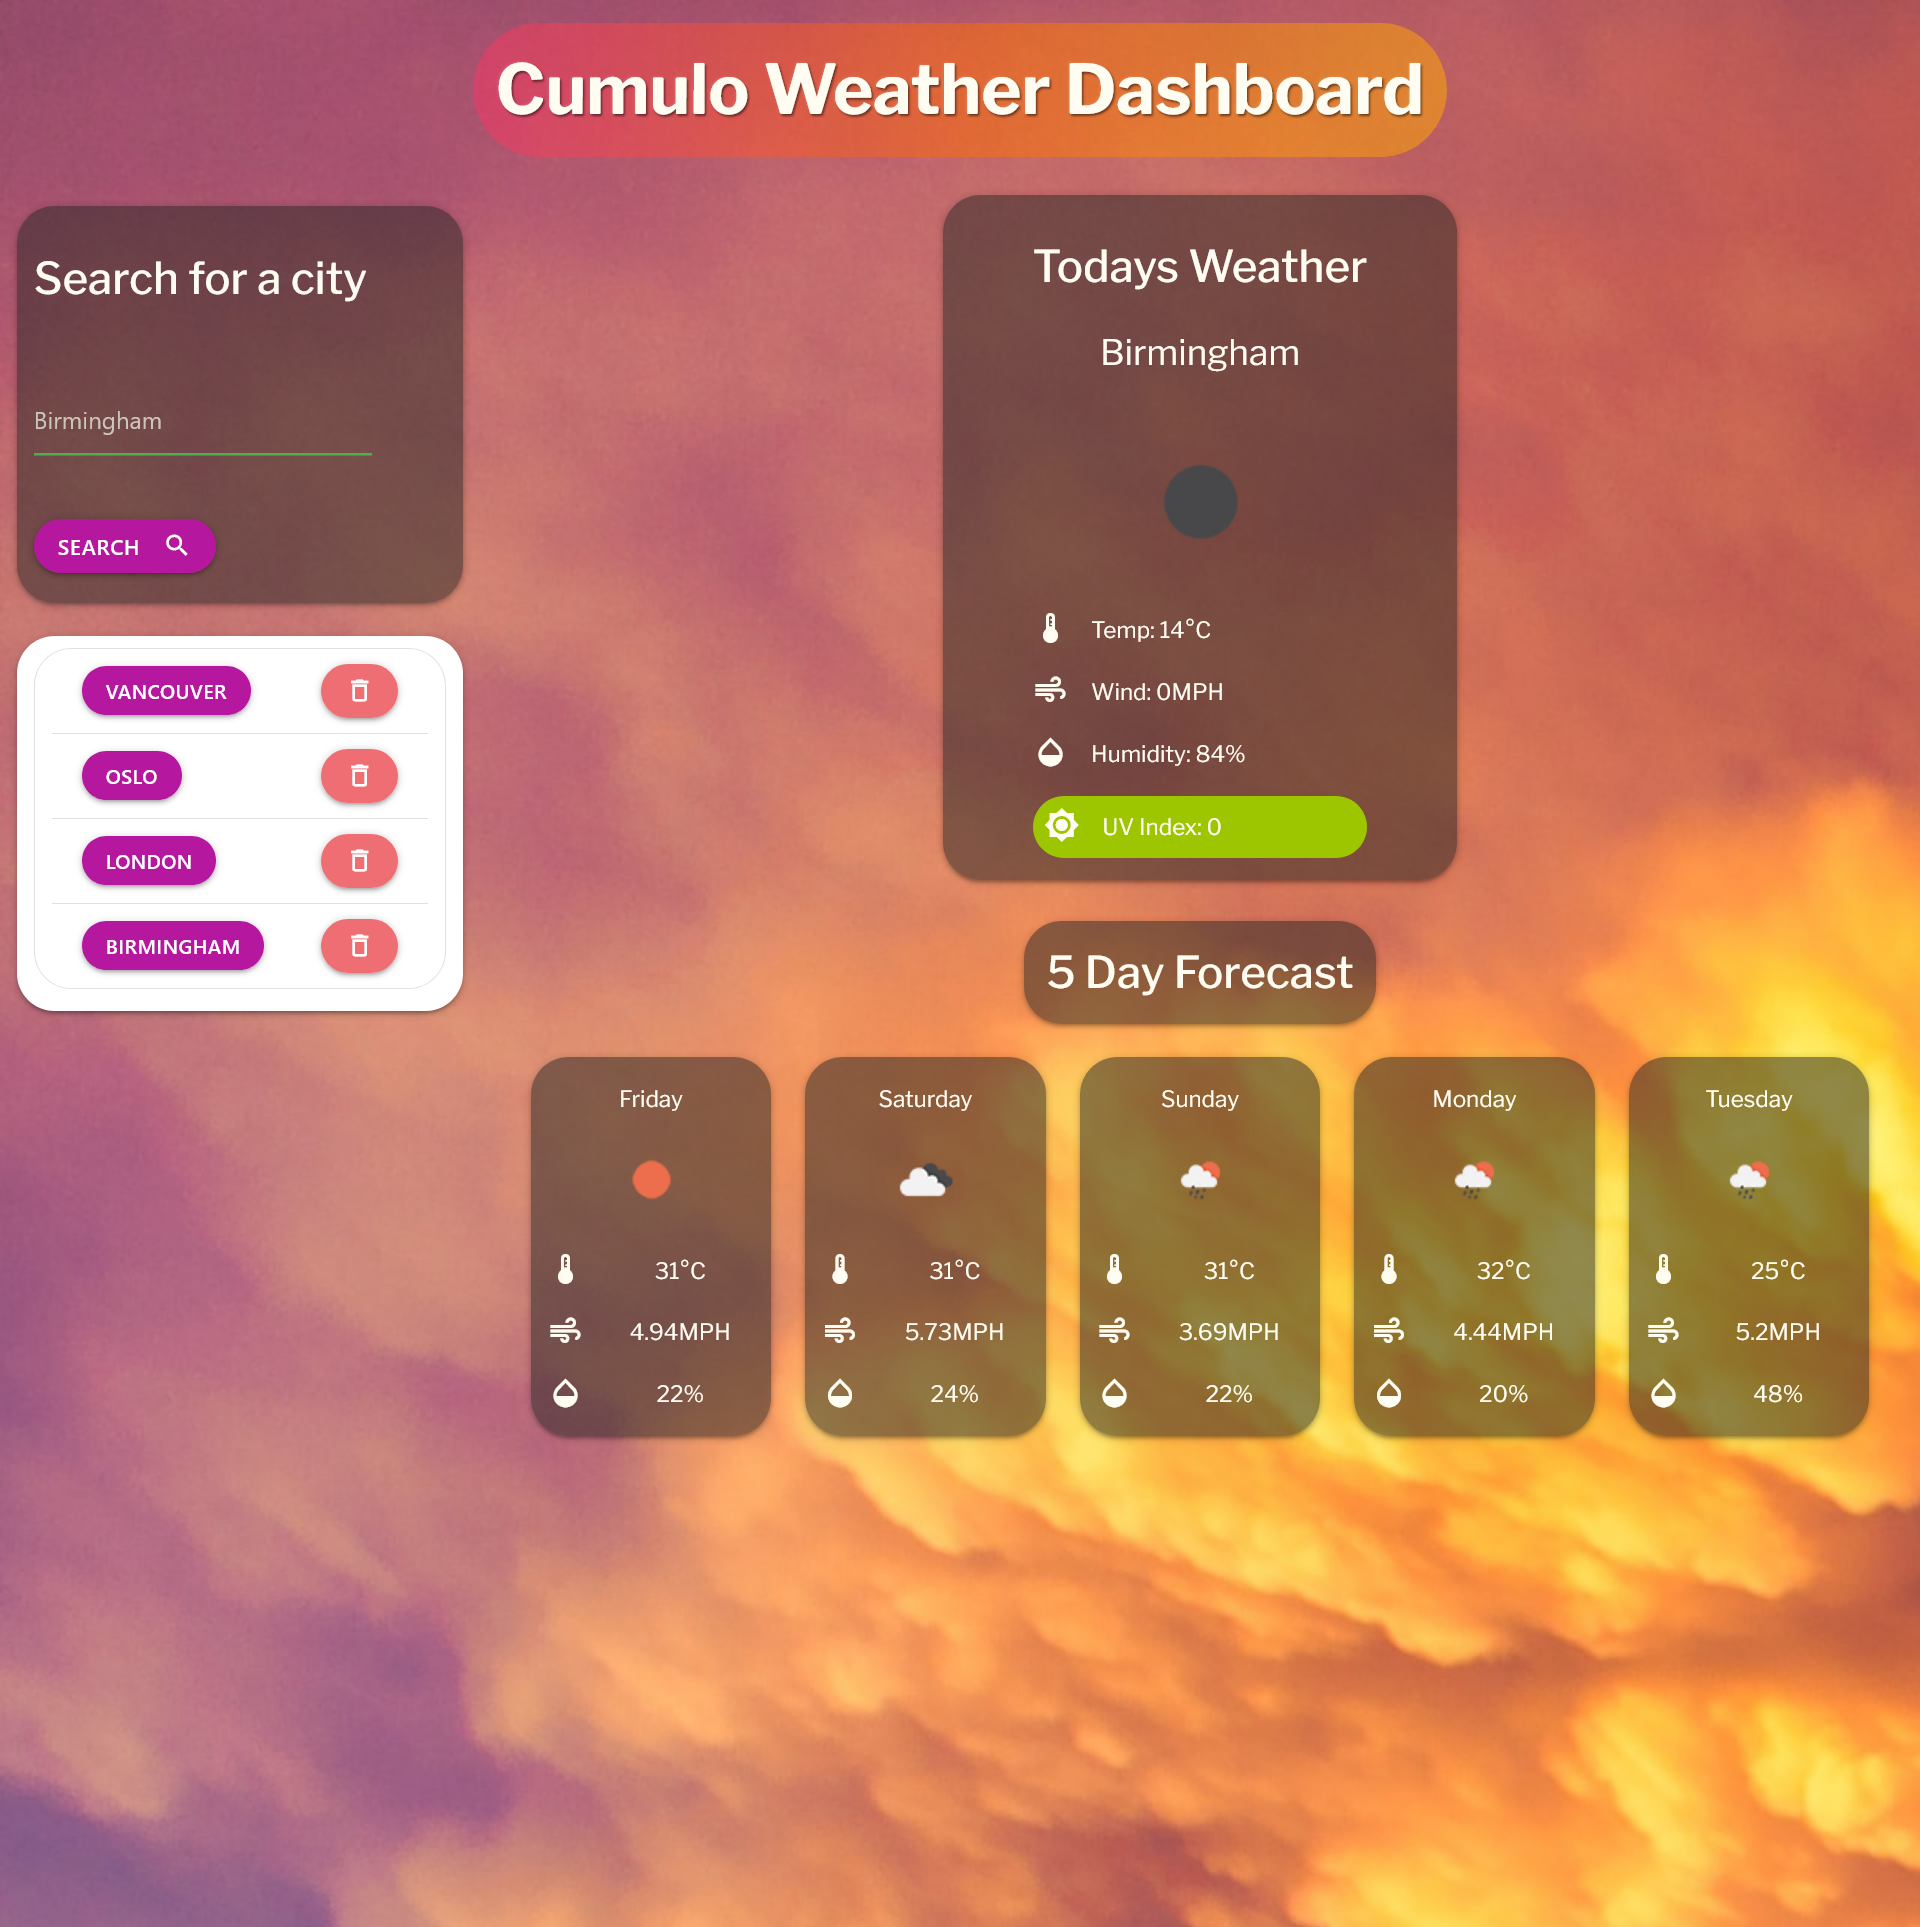 Cumulo Weather Dashboard
Search for a city
Birmingham
SEARCH
VANCOUVER
OSLO
LONDON
BIRMINGHAM
Todays Weather
Birmingham
Temp: 14°C
Wind: 0MPH
Humidity: 84%
UV Index: 0
5 Day Forecast
Friday
31°C
4.94MPH
22%
Saturday
31°C
5.73MPH
24%
Sunday
31°C
3.69MPH
22%
Monday
32°C
4.44MPH
20%
Tuesday
25°C
5.2MPH
48%